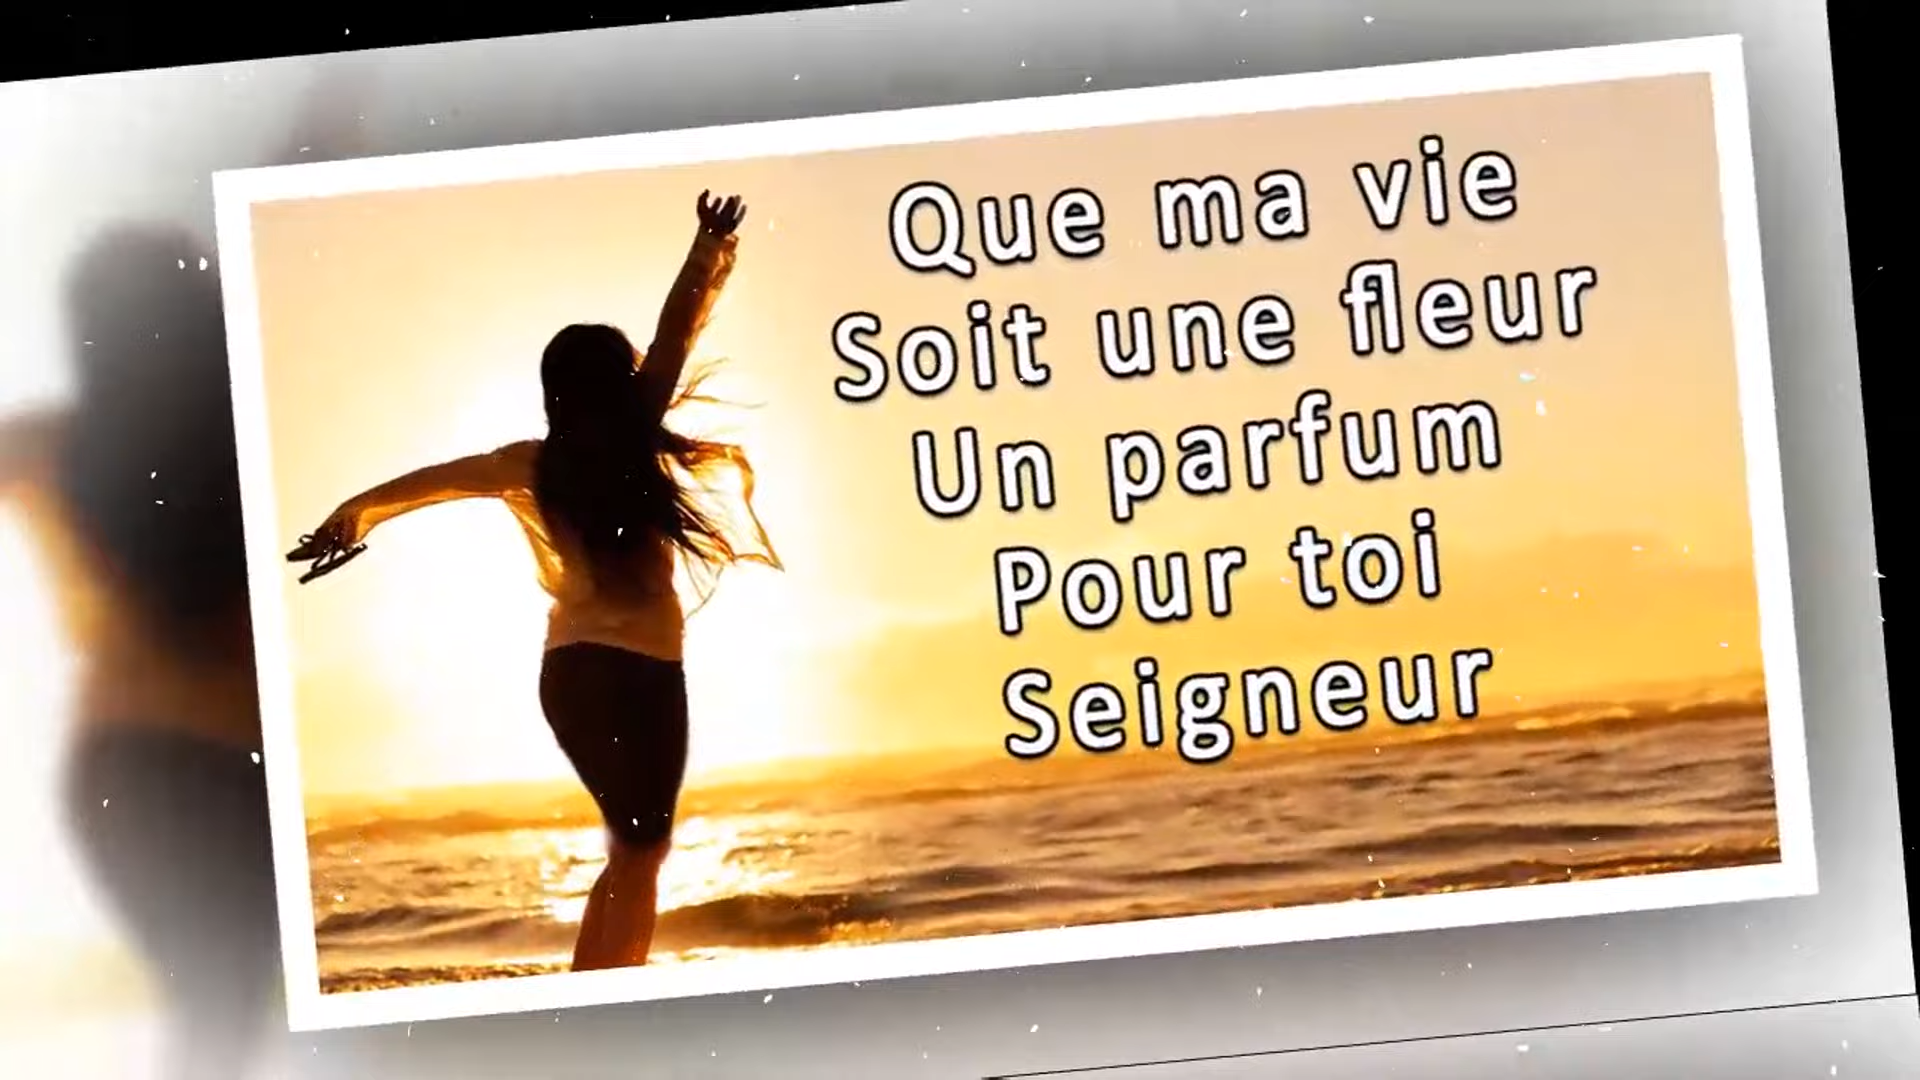 Que ma vie
Soit une fleur
Un parfum
Pour toi
Seigneur